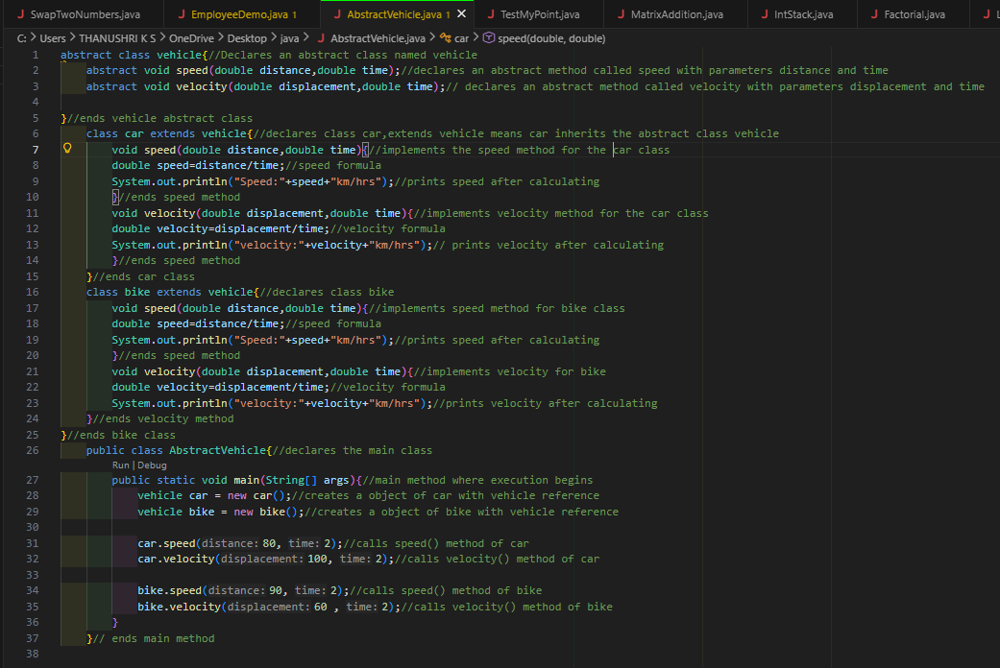 SwapTwoNumbers.java EmployeeDemo.java 1 AbstractVehicle.java 1 TestMyPoint.java MatrixAddition.java IntStack.java Factorial.java
C: > Users > THANUSHRI K S > OneDrive > Desktop > java > AbstractVehicle.java > car > speed(double, double)
1 abstract class vehicle{//Declares an abstract class named vehicle
2 abstract void speed(double distance,double time);//declares an abstract method called speed with parameters distance and time
3 abstract void velocity(double displacement,double time);// declares an abstract method called velocity with parameters displacement and time
4
5 }//ends vehicle abstract class
6 class car extends vehicle{//declares class car,extends vehicle means car inherits the abstract class vehicle
7 void speed(double distance,double time){//implements the speed method for the car class
8 double speed=distance/time;//speed formula
9 System.out.println("Speed:"+speed+"km/hrs");//prints speed after calculating
10 }//ends speed method
11 void velocity(double displacement,double time){//implements velocity method for the car class
12 double velocity=displacement/time;//velocity formula
13 System.out.println("velocity:"+velocity+"km/hrs");// prints velocity after calculating
14 }//ends speed method
15 }//ends car class
16 class bike extends vehicle{//declares class bike
17 void speed(double distance,double time){//implements speed method for bike class
18 double speed=distance/time;//speed formula
19 System.out.println("Speed:"+speed+"km/hrs");//prints speed after calculating
20 }//ends speed method
21 void velocity(double displacement,double time){//implements velocity for bike
22 double velocity=displacement/time;//velocity formula
23 System.out.println("velocity:"+velocity+"km/hrs");//prints velocity after calculating
24 }//ends velocity method
25 }//ends bike class
26 public class AbstractVehicle{//declares the main class
Run | Debug
27 public static void main(String[] args){//main method where execution begins
28 vehicle car = new car();//creates a object of car with vehicle reference
29 vehicle bike = new bike();//creates a object of bike with vehicle reference
30
31 car.speed(distance: 80, time: 2);//calls speed() method of car
32 car.velocity(displacement: 100, time: 2);//calls velocity() method of car
33
34 bike.speed(distance: 90, time: 2);//calls speed() method of bike
35 bike.velocity(displacement: 60 , time: 2);//calls velocity() method of bike
36 }
37 }// ends main method
38